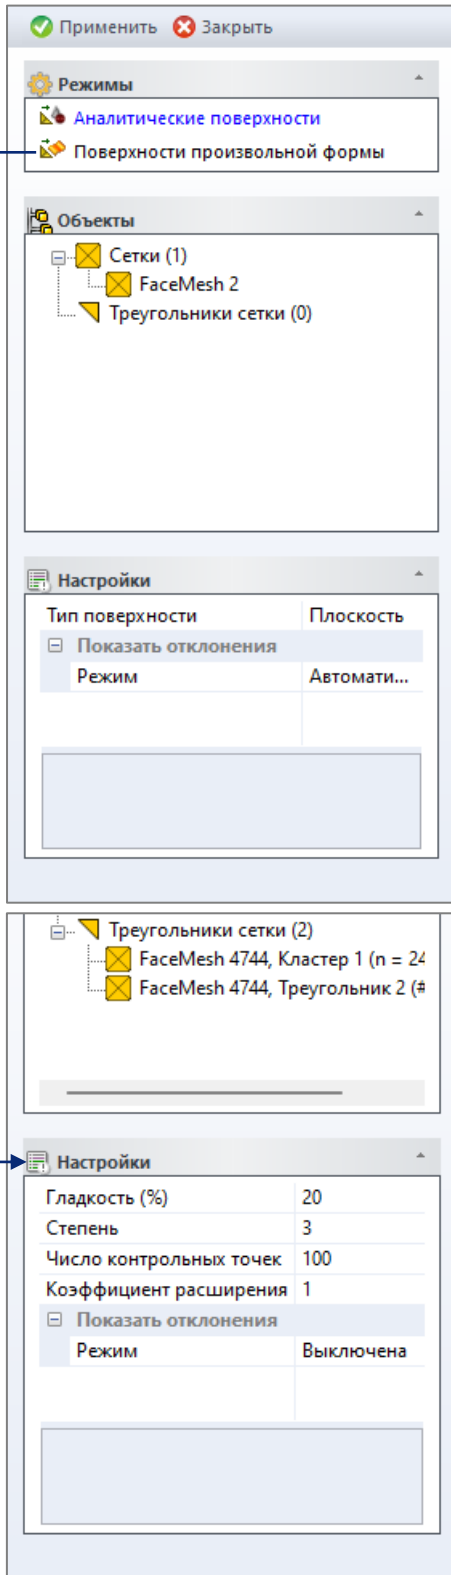 Применить Закрыть
Режимы
Аналитические поверхности
Поверхности произвольной формы
Объекты
Сетки (1)
FaceMesh 2
Треугольники сетки (0)
Настройки
Тип поверхности Плоскость
Показать отклонения
Режим Автомати...
Треугольники сетки (2)
FaceMesh 4744, Кластер 1 (n = 24
FaceMesh 4744, Треугольник 2 (#
Настройки
Гладкость (%) 20
Степень 3
Число контрольных точек 100
Коэффициент расширения 1
Показать отклонения
Режим Выключена